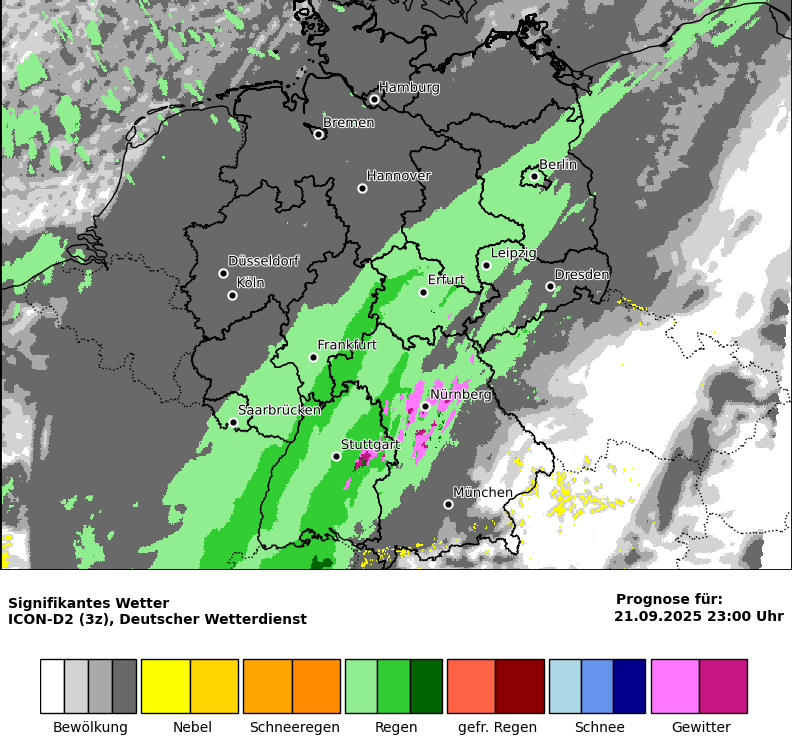 Hamburg
Bremen
Berlin
Hannover
Leipzig
Düsseldorf
Dresden
Köln
Erfurt
Frankfurt
Nürnberg
Saarbrücken
Stuttgart
München
Signifikantes Wetter
ICON-D2 (3z), Deutscher Wetterdienst
Prognose für:
21.09.2025 23:00 Uhr
Bewölkung Nebel Schneeregen Regen gefr. Regen Schnee Gewitter